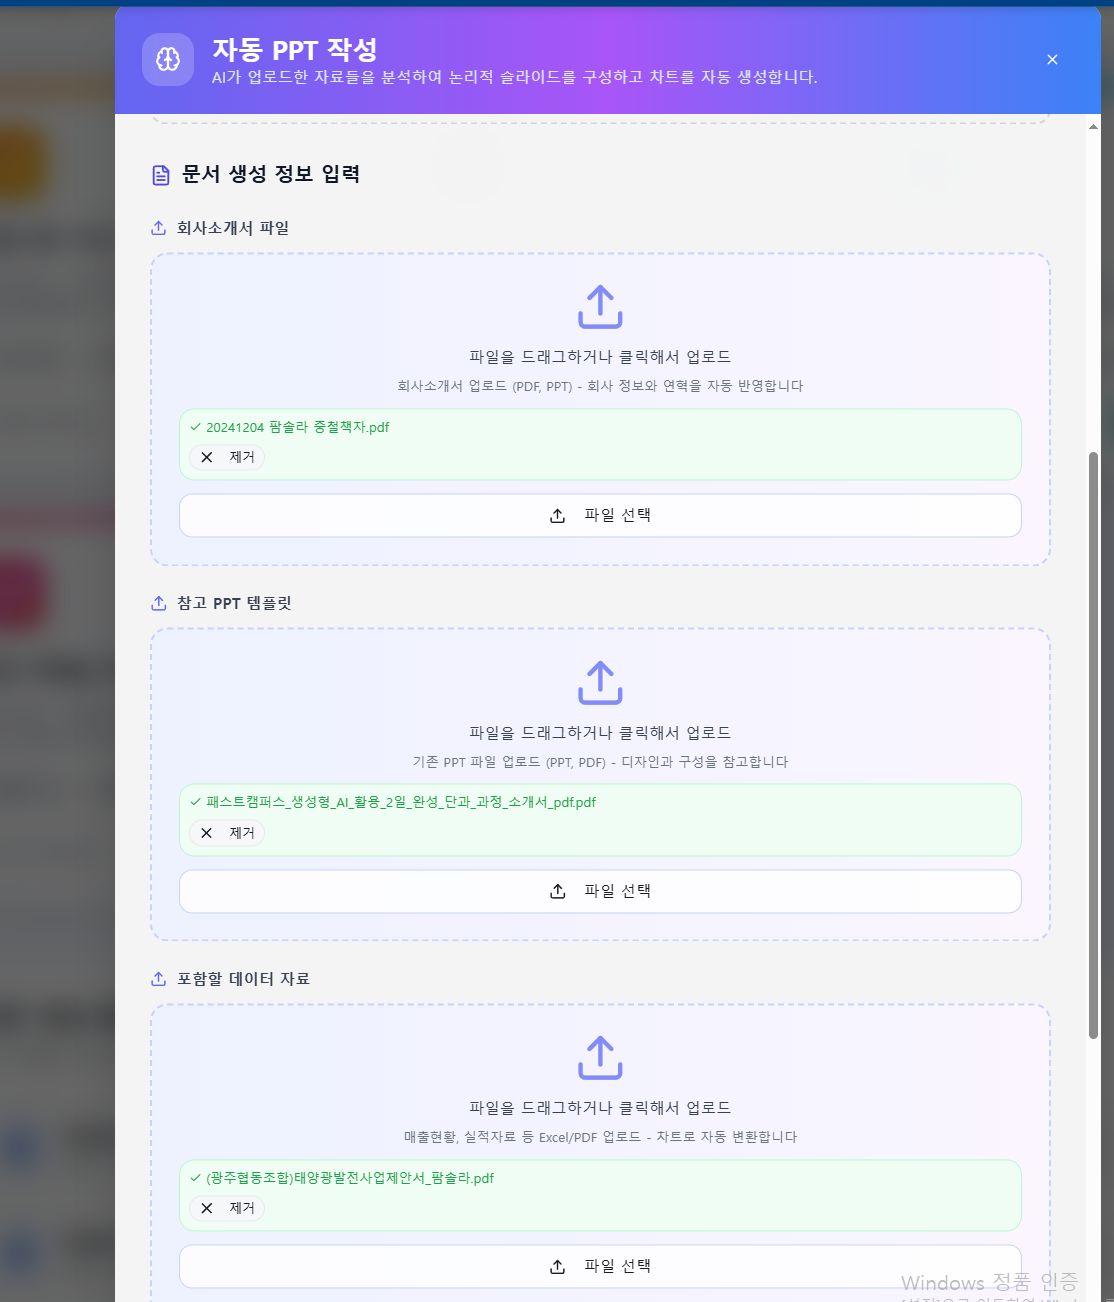 자동 PPT 작성
AI가 업로드한 자료들을 분석하여 논리적 슬라이드를 구성하고 차트를 자동 생성합니다.
문서 생성 정보 입력
회사소개서 파일
파일을 드래그하거나 클릭해서 업로드
회사소개서 업로드 (PDF, PPT) - 회사 정보와 연혁을 자동 반영합니다
20241204 팜솔라 중철책자.pdf
제거
파일 선택
참고 PPT 템플릿
파일을 드래그하거나 클릭해서 업로드
기존 PPT 파일 업로드 (PPT, PDF) - 디자인과 구성을 참고합니다
패스트캠퍼스_생성형_AI_활용_2일_완성_단과_과정_소개서_pdf.pdf
제거
파일 선택
포함할 데이터 자료
파일을 드래그하거나 클릭해서 업로드
매출현황, 실적자료 등 Excel/PDF 업로드 - 차트로 자동 변환합니다
(광주협동조합)태양광발전사업제안서_팜솔라.pdf
제거
파일 선택
Windows 정품 인증